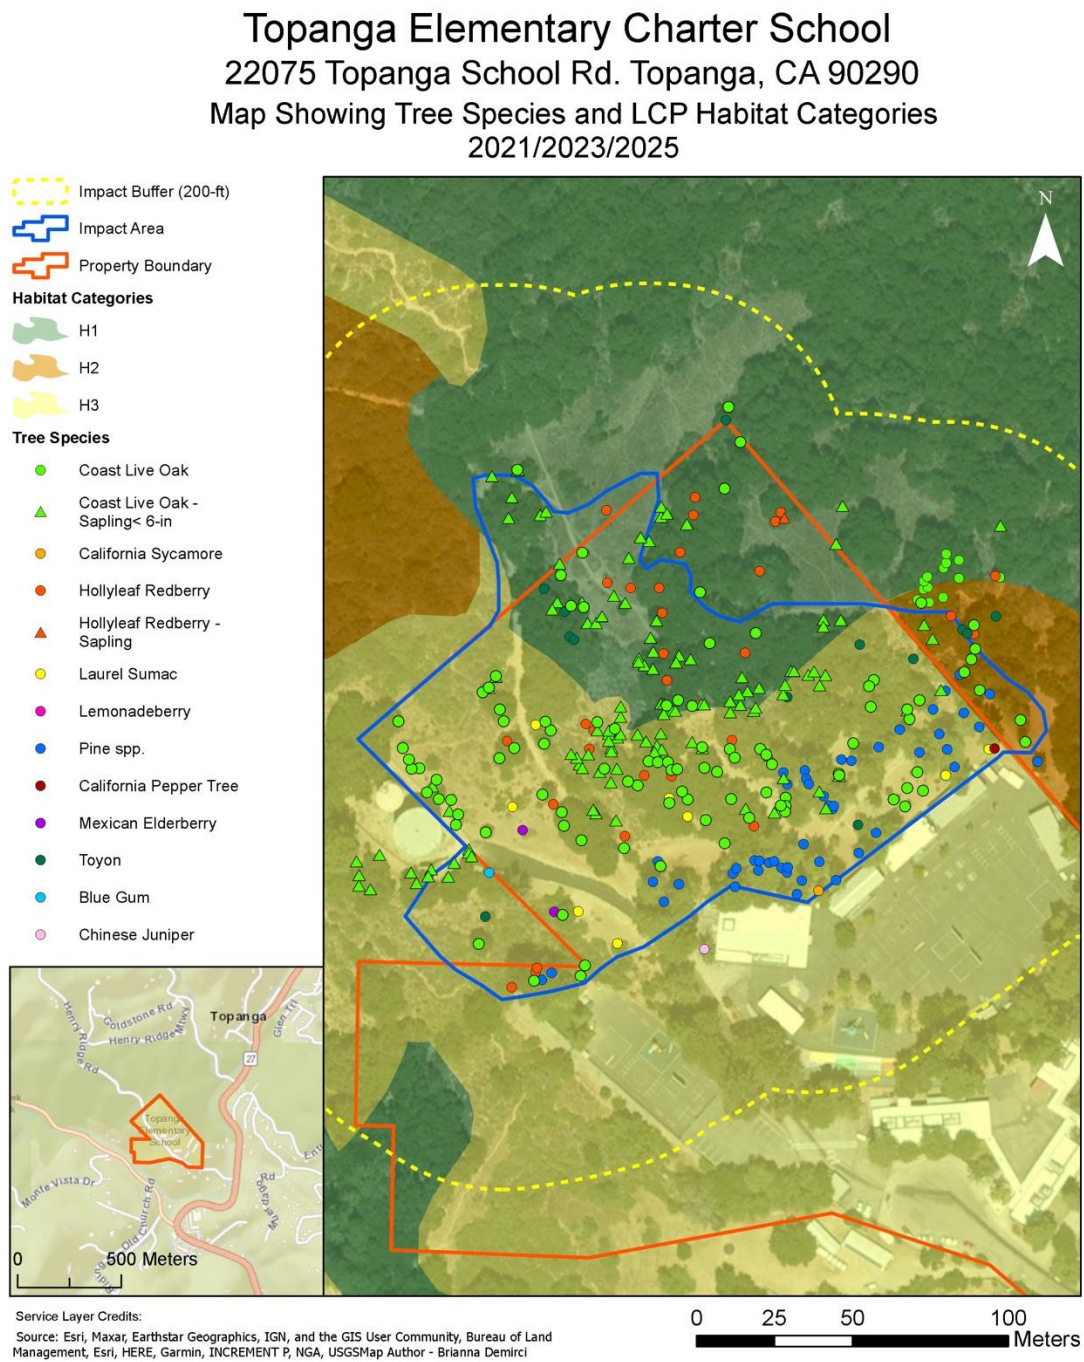 Topanga Elementary Charter School
22075 Topanga School Rd. Topanga, CA 90290
Map Showing Tree Species and LCP Habitat Categories
2021/2023/2025
Impact Buffer (200-ft)
Impact Area
Property Boundary
Habitat Categories
H1
H2
H3
Tree Species
Coast Live Oak
Coast Live Oak -
Sapling< 6-in
California Sycamore
Hollyleaf Redberry
Hollyleaf Redberry -
Sapling
Laurel Sumac
Lemonadeberry
Pine spp.
California Pepper Tree
Mexican Elderberry
Toyon
Blue Gum
Chinese Juniper
N
Topanga
Coldstone Rd
Henry Ridge Mtwy
Henry Ridge Rd
Glen Trl
27
Topanga
Elementary
School
Monte Vista Dr
Old Church Rd
Rd
0
500 Meters
Service Layer Credits:
Source: Esri, Maxar, Earthstar Geographics, IGN, and the GIS User Community, Bureau of Land
Management, Esri, HERE, Garmin, INCREMENT P, NGA, USGSMap Author - Brianna Demirci
0 25 50 100
Meters